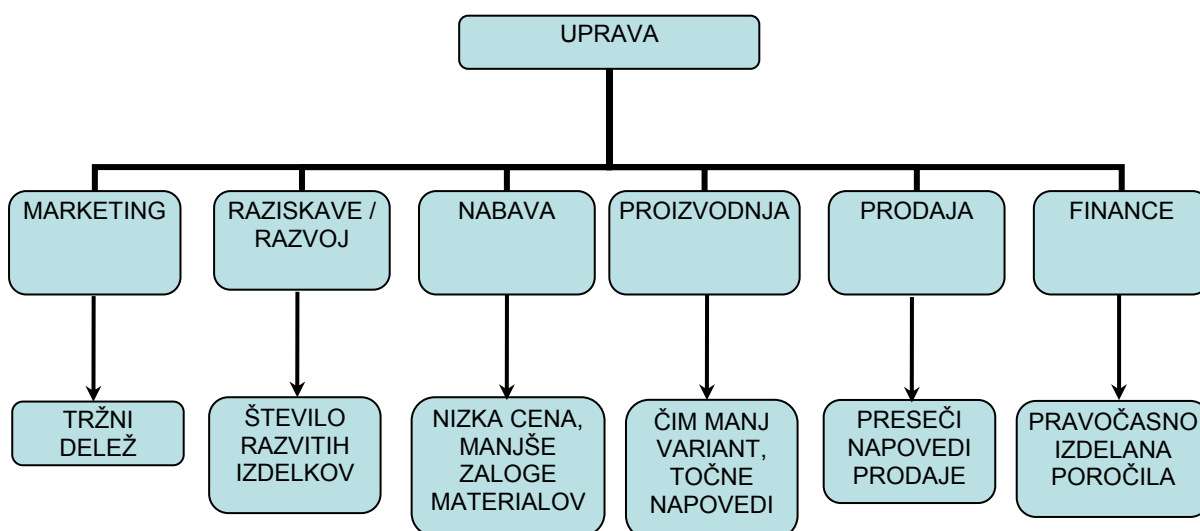 UPRAVA
MARKETING
RAZISKAVE /
RAZVOJ
NABAVA
PROIZVODNJA
PRODAJA
FINANCE
TRŽNI
DELEŽ
ŠTEVILO
RAZVITIH
IZDELKOV
NIZKA CENA,
MANJŠE
ZALOGE
MATERIALOV
ČIM MANJ
VARIANT,
TOČNE
NAPOVEDI
PRESEČI
NAPOVEDI
PRODAJE
PRAVOČASNO
IZDELANA
POROČILA